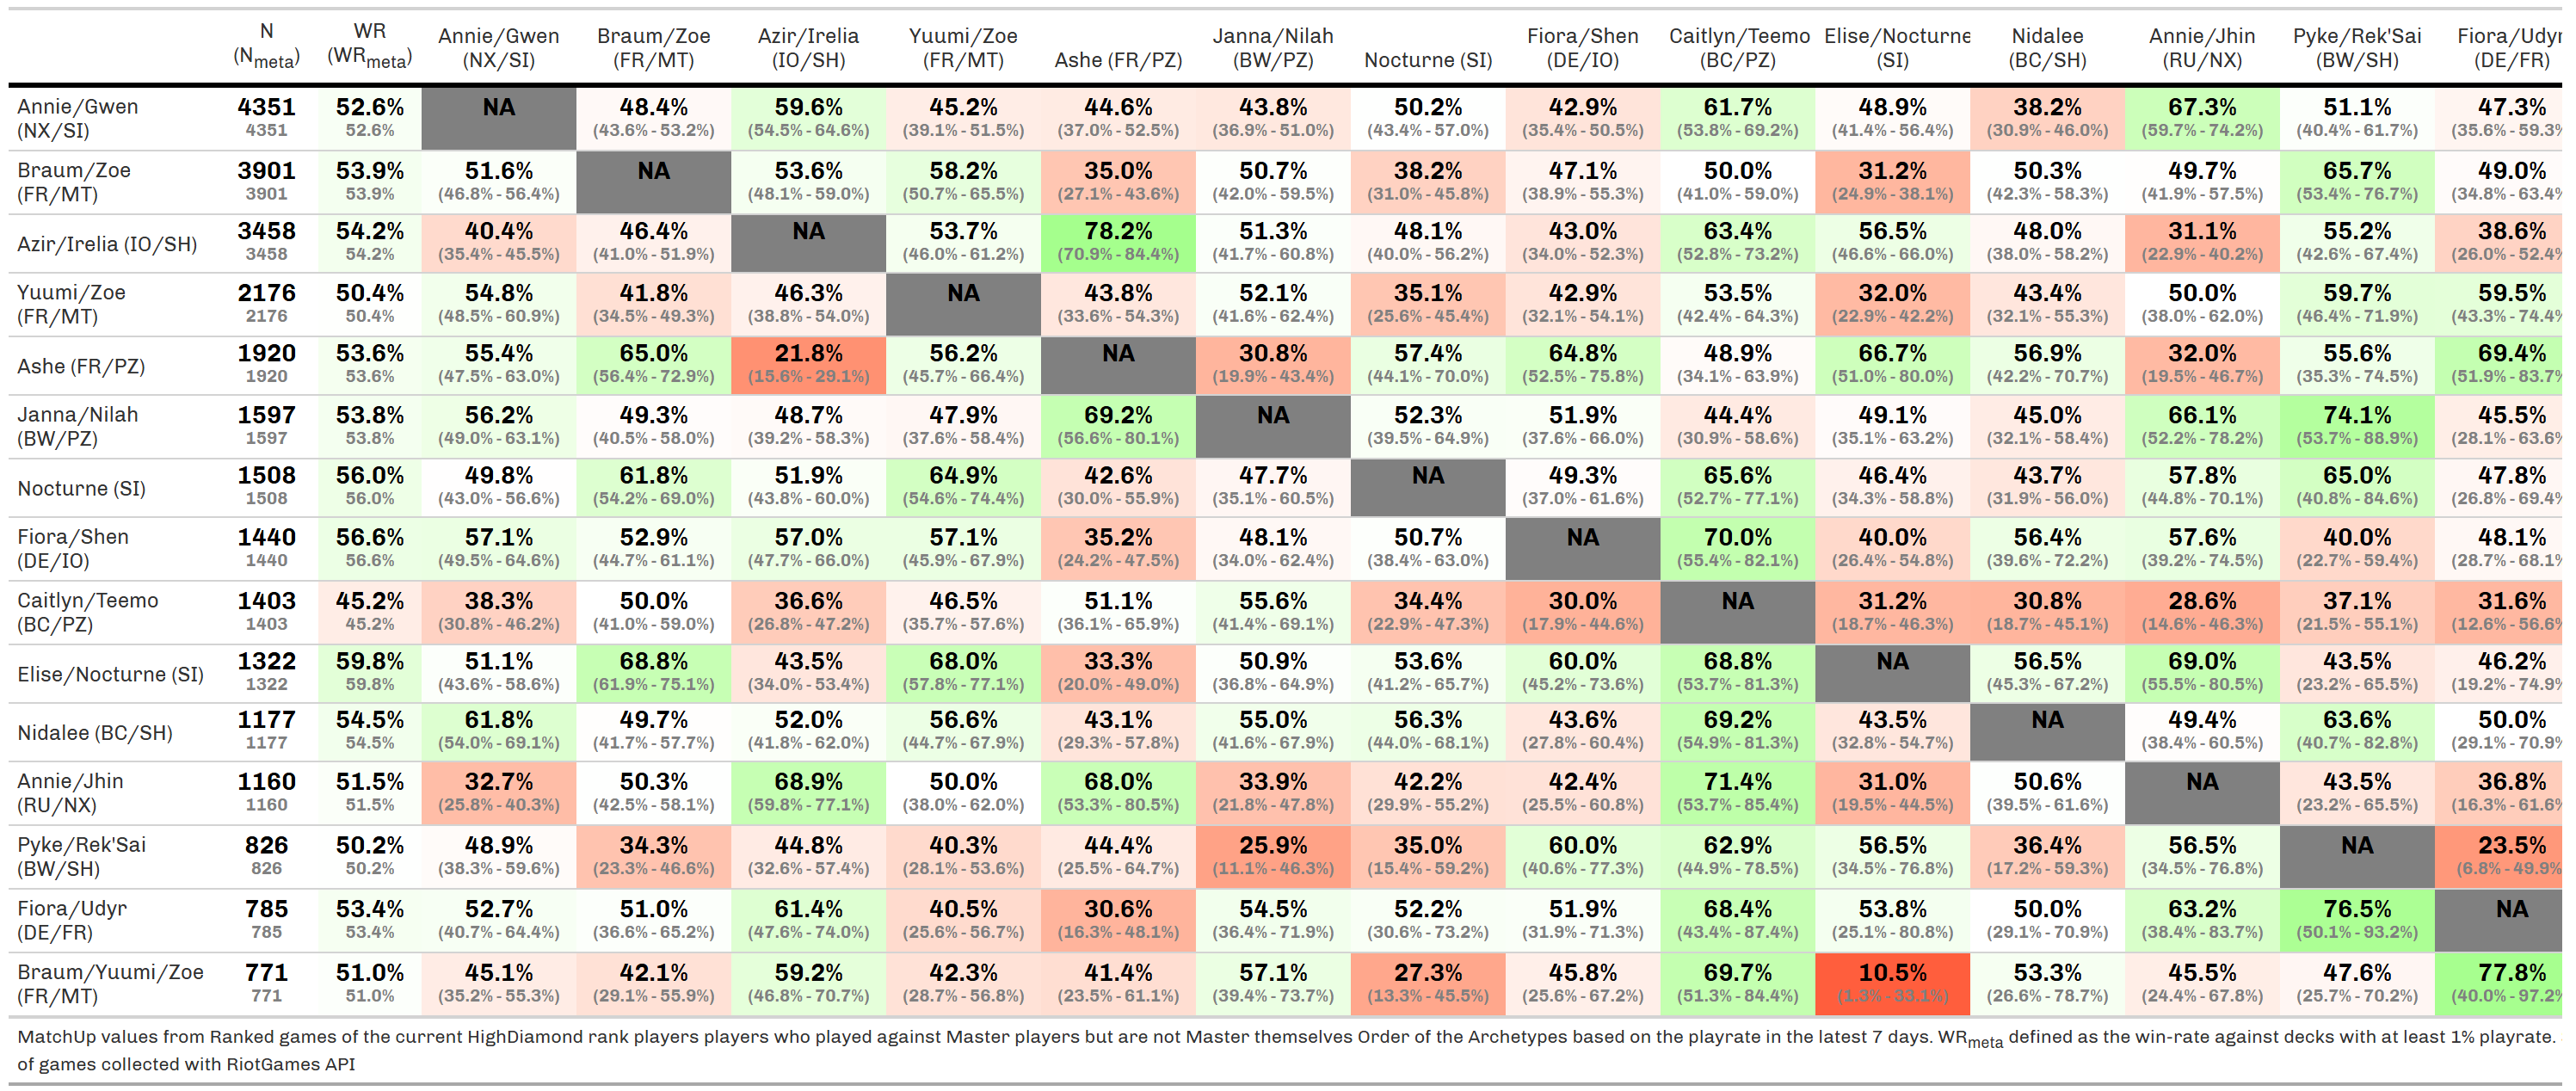 N WR Annie/Gwen Braum/Zoe Azir/Irelia Yuumi/Zoe Janna/Nilah Fiora/Shen Caitlyn/Teemo Elise/Nocturne Nidalee Annie/Jhin Pyke/Rek'Sai Fiora/Udyr
(Nmeta) (WRmeta) (NX/SI) (FR/MT) (IO/SH) (FR/MT) Ashe (FR/PZ) (BW/PZ) Nocturne (SI) (DE/IO) (BC/PZ) (SI) (BC/SH) (RU/NX) (BW/SH) (DE/FR)
Annie/Gwen 4351 52.6% NA 48.4% 59.6% 45.2% 44.6% 43.8% 50.2% 42.9% 61.7% 48.9% 38.2% 67.3% 51.1% 47.3%
(NX/SI) 4351 52.6% (43.6% - 53.2%) (54.5% - 64.6%) (39.1% - 51.5%) (37.0% - 52.5%) (36.9% - 51.0%) (43.4% - 57.0%) (35.4% - 50.5%) (53.8% - 69.2%) (41.4% - 56.4%) (30.9% - 46.0%) (59.7% - 74.2%) (40.4% - 61.7%) (35.6% - 59.3%
Braum/Zoe 3901 53.9% 51.6% NA 53.6% 58.2% 35.0% 50.7% 38.2% 47.1% 50.0% 31.2% 50.3% 49.7% 65.7% 49.0%
(FR/MT) 3901 53.9% (46.8% - 56.4%) (48.1% - 59.0%) (50.7% - 65.5%) (27.1% - 43.6%) (42.0% - 59.5%) (31.0% - 45.8%) (38.9% - 55.3%) (41.0% - 59.0%) (24.9% - 38.1%) (42.3% - 58.3%) (41.9% - 57.5%) (53.4% - 76.7%) (34.8% - 63.4%
Azir/Irelia (IO/SH) 3458 54.2% 40.4% 46.4% NA 53.7% 78.2% 51.3% 48.1% 43.0% 63.4% 56.5% 48.0% 31.1% 55.2% 38.6%
3458 54.2% (35.4% - 45.5%) (41.0% - 51.9%) (46.0% - 61.2%) (70.9% - 84.4%) (41.7% - 60.8%) (40.0% - 56.2%) (34.0% - 52.3%) (52.8% - 73.2%) (46.6% - 66.0%) (38.0% - 58.2%) (22.9% - 40.2%) (42.6% - 67.4%) (26.0% - 52.4%
Yuumi/Zoe 2176 50.4% 54.8% 41.8% 46.3% NA 43.8% 52.1% 35.1% 42.9% 53.5% 32.0% 43.4% 50.0% 59.7% 59.5%
(FR/MT) 2176 50.4% (48.5% - 60.9%) (34.5% - 49.3%) (38.8% - 54.0%) (33.6% - 54.3%) (41.6% - 62.4%) (25.6% - 45.4%) (32.1% - 54.1%) (42.4% - 64.3%) (22.9% - 42.2%) (32.1% - 55.3%) (38.0% - 62.0%) (46.4% - 71.9%) (43.3% - 74.4%
Ashe (FR/PZ) 1920 53.6% 55.4% 65.0% 21.8% 56.2% NA 30.8% 57.4% 64.8% 48.9% 66.7% 56.9% 32.0% 55.6% 69.4%
1920 53.6% (47.5% - 63.0%) (56.4% - 72.9%) (15.6% - 29.1%) (45.7% - 66.4%) (19.9% - 43.4%) (44.1% - 70.0%) (52.5% - 75.8%) (34.1% - 63.9%) (51.0% - 80.0%) (42.2% - 70.7%) (19.5% - 46.7%) (35.3% - 74.5%) (51.9% - 83.7%
Janna/Nilah 1597 53.8% 56.2% 49.3% 48.7% 47.9% 69.2% NA 52.3% 51.9% 44.4% 49.1% 45.0% 66.1% 74.1% 45.5%
(BW/PZ) 1597 53.8% (49.0% - 63.1%) (40.5% - 58.0%) (39.2% - 58.3%) (37.6% - 58.4%) (56.6% - 80.1%) (39.5% - 64.9%) (37.6% - 66.0%) (30.9% - 58.6%) (35.1% - 63.2%) (32.1% - 58.4%) (52.2% - 78.2%) (53.7% - 88.9%) (28.1% - 63.6%
Nocturne (SI) 1508 56.0% 49.8% 61.8% 51.9% 64.9% 42.6% 47.7% NA 49.3% 65.6% 46.4% 43.7% 57.8% 65.0% 47.8%
1508 56.0% (43.0% - 56.6%) (54.2% - 69.0%) (43.8% - 60.0%) (54.6% - 74.4%) (30.0% - 55.9%) (35.1% - 60.5%) (37.0% - 61.6%) (52.7% - 77.1%) (34.3% - 58.8%) (31.9% - 56.0%) (44.8% - 70.1%) (40.8% - 84.6%) (26.8% - 69.4%
Fiora/Shen 1440 56.6% 57.1% 52.9% 57.0% 57.1% 35.2% 48.1% 50.7% NA 70.0% 40.0% 56.4% 57.6% 40.0% 48.1%
(DE/IO) 1440 56.6% (49.5% - 64.6%) (44.7% - 61.1%) (47.7% - 66.0%) (45.9% - 67.9%) (24.2% - 47.5%) (34.0% - 62.4%) (38.4% - 63.0%) (55.4% - 82.1%) (26.4% - 54.8%) (39.6% - 72.2%) (39.2% - 74.5%) (22.7% - 59.4%) (28.7% - 68.1%
Caitlyn/Teemo 1403 45.2% 38.3% 50.0% 36.6% 46.5% 51.1% 55.6% 34.4% 30.0% NA 31.2% 30.8% 28.6% 37.1% 31.6%
(BC/PZ) 1403 45.2% (30.8% - 46.2%) (41.0% - 59.0%) (26.8% - 47.2%) (35.7% - 57.6%) (36.1% - 65.9%) (41.4% - 69.1%) (22.9% - 47.3%) (17.9% - 44.6%) (18.7% - 46.3%) (18.7% - 45.1%) (14.6% - 46.3%) (21.5% - 55.1%) (12.6% - 56.6%
Elise/Nocturne (SI) 1322 59.8% 51.1% 68.8% 43.5% 68.0% 33.3% 50.9% 53.6% 60.0% 68.8% NA 56.5% 69.0% 43.5% 46.2%
1322 59.8% (43.6% - 58.6%) (61.9% - 75.1%) (34.0% - 53.4%) (57.8% - 77.1%) (20.0% - 49.0%) (36.8% - 64.9%) (41.2% - 65.7%) (45.2% - 73.6%) (53.7% - 81.3%) (45.3% - 67.2%) (55.5% - 80.5%) (23.2% - 65.5%) (19.2% - 74.9%
Nidalee (BC/SH) 1177 54.5% 61.8% 49.7% 52.0% 56.6% 43.1% 55.0% 56.3% 43.6% 69.2% 43.5% NA 49.4% 63.6% 50.0%
1177 54.5% (54.0% - 69.1%) (41.7% - 57.7%) (41.8% - 62.0%) (44.7% - 67.9%) (29.3% - 57.8%) (41.6% - 67.9%) (44.0% - 68.1%) (27.8% - 60.4%) (54.9% - 81.3%) (32.8% - 54.7%) (38.4% - 60.5%) (40.7% - 82.8%) (29.1% - 70.9%
Annie/Jhin 1160 51.5% 32.7% 50.3% 68.9% 50.0% 68.0% 33.9% 42.2% 42.4% 71.4% 31.0% 50.6% NA 43.5% 36.8%
(RU/NX) 1160 51.5% (25.8% - 40.3%) (42.5% - 58.1%) (59.8% - 77.1%) (38.0% - 62.0%) (53.3% - 80.5%) (21.8% - 47.8%) (29.9% - 55.2%) (25.5% - 60.8%) (53.7% - 85.4%) (19.5% - 44.5%) (39.5% - 61.6%) (23.2% - 65.5%) (16.3% - 61.6%
Pyke/Rek'Sai 826 50.2% 48.9% 34.3% 44.8% 40.3% 44.4% 25.9% 35.0% 60.0% 62.9% 56.5% 36.4% 56.5% NA 23.5%
(BW/SH) 826 50.2% (38.3% - 59.6%) (23.3% - 46.6%) (32.6% - 57.4%) (28.1% - 53.6%) (25.5% - 64.7%) (11.1% - 46.3%) (15.4% - 59.2%) (40.6% - 77.3%) (44.9% - 78.5%) (34.5% - 76.8%) (17.2% - 59.3%) (34.5% - 76.8%) (6.8% - 49.9%
Fiora/Udyr 785 53.4% 52.7% 51.0% 61.4% 40.5% 30.6% 54.5% 52.2% 51.9% 68.4% 53.8% 50.0% 63.2% 76.5% NA
(DE/FR) 785 53.4% (40.7% - 64.4%) (36.6% - 65.2%) (47.6% - 74.0%) (25.6% - 56.7%) (16.3% - 48.1%) (36.4% - 71.9%) (30.6% - 73.2%) (31.9% - 71.3%) (43.4% - 87.4%) (25.1% - 80.8%) (29.1% - 70.9%) (38.4% - 83.7%) (50.1% - 93.2%)
Braum/Yuumi/Zoe 771 51.0% 45.1% 42.1% 59.2% 42.3% 41.4% 57.1% 27.3% 45.8% 69.7% 10.5% 53.3% 45.5% 47.6% 77.8%
(FR/MT) 771 51.0% (35.2% - 55.3%) (29.1% - 55.9%) (46.8% - 70.7%) (28.7% - 56.8%) (23.5% - 61.1%) (39.4% - 73.7%) (13.3% - 45.5%) (25.6% - 67.2%) (51.3% - 84.4%) (1.3% - 33.1%) (26.6% - 78.7%) (24.4% - 67.8%) (25.7% - 70.2%) (40.0% - 97.2%
MatchUp values from Ranked games of the current HighDiamond rank players players who played against Master players but are not Master themselves Order of the Archetypes based on the playrate in the latest 7 days. WRmeta defined as the win-rate against decks with at least 1% playrate.
of games collected with RiotGames API